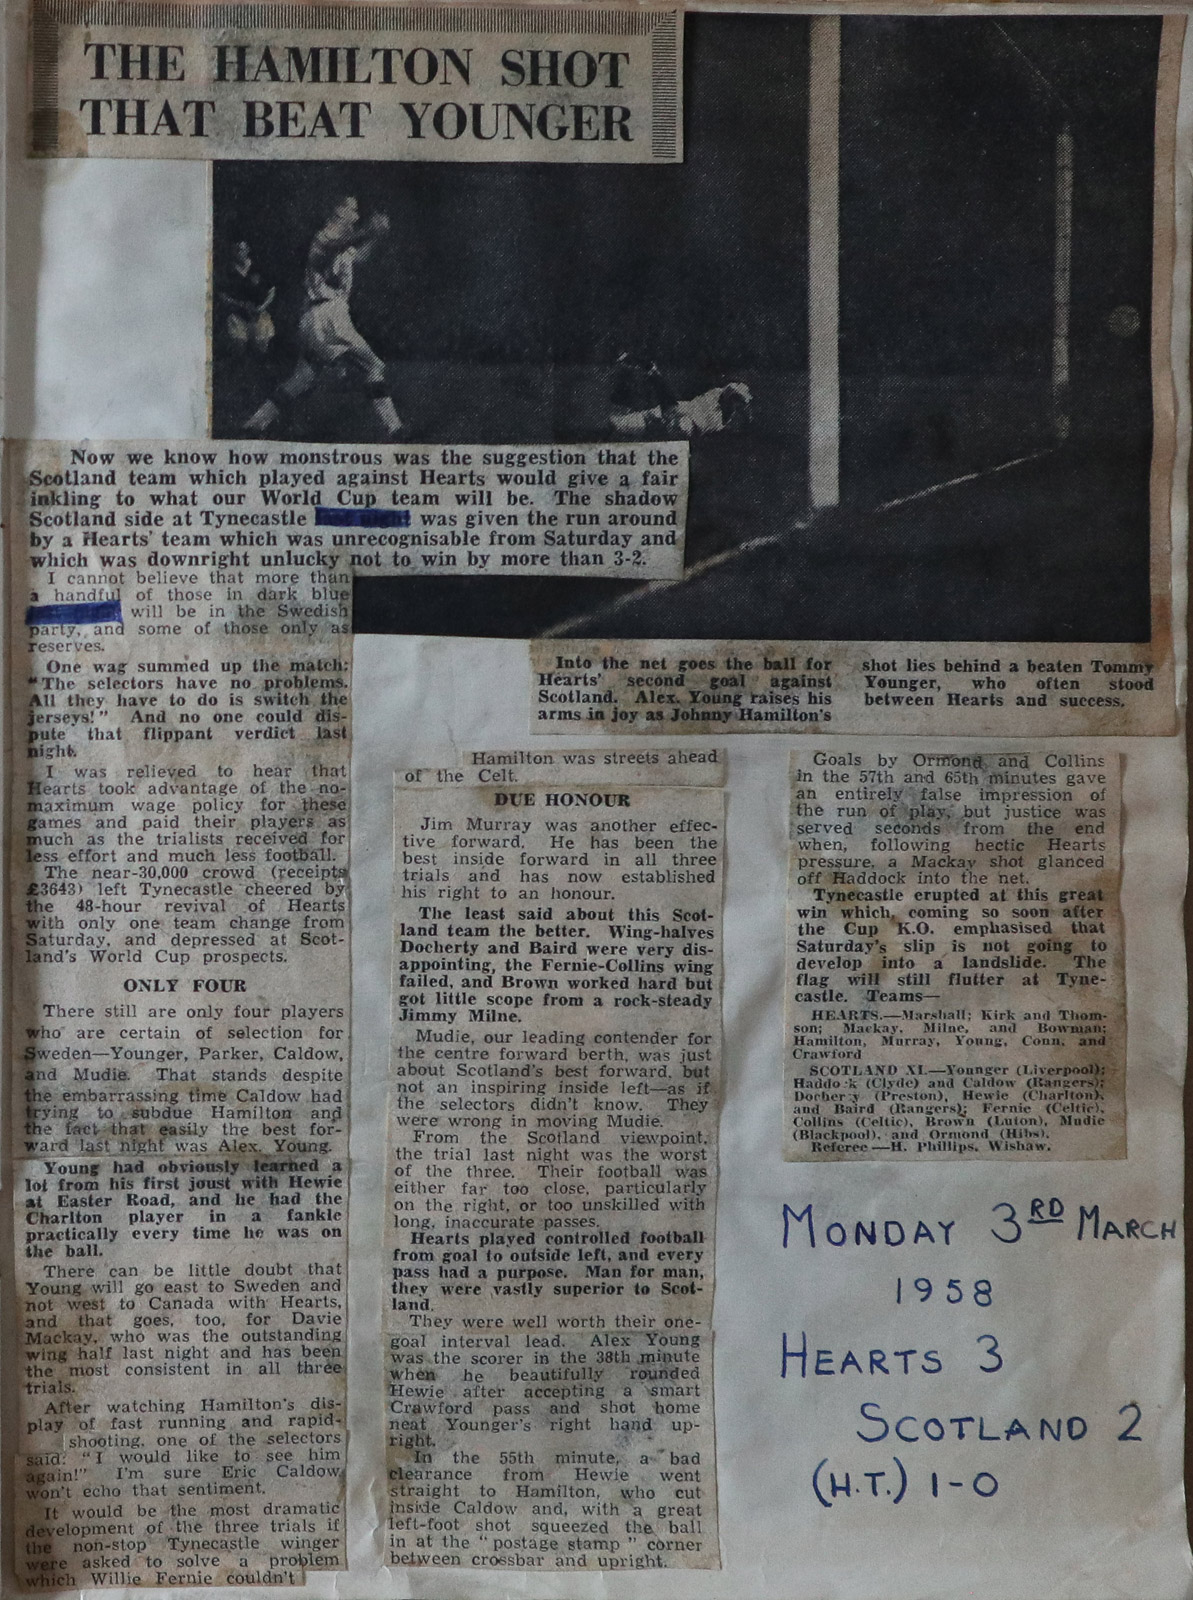 THE HAMILTON SHOT
THAT BEAT YOUNGER
Now we know how monstrous was the suggestion that the
Scotland team which played against Hearts would give a fair
inkling to what our World Cup team will be. The shadow
Scotland side at Tynecastle was given the run around
by a Hearts' team which was unrecognisable from Saturday and
which was downright unlucky not to win by more than 3-2.
I cannot believe that more than
a handful of those in dark blue
will be in the Swedish
party, and some of those only as
reserves.
One wag summed up the match:
"The selectors have no problems.
All they have to do is switch the
jerseys!" And no one could dis-
pute that flippant verdict last
night.
I was relieved to hear that
Hearts took advantage of the no-
maximum wage policy for these
games and paid their players as
much as the trialists received for
less effort and much less football.
The near-30,000 crowd (receipts
£3643) left Tynecastle cheered by
the 48-hour revival of Hearts
with only one team change from
Saturday, and depressed at Scot-
land's World Cup prospects.
ONLY FOUR
There still are only four players
who are certain of selection for
Sweden—Younger, Parker, Caldow,
and Mudie. That stands despite
the embarrassing time Caldow had
trying to subdue Hamilton and
the fact that easily the best for-
ward last night was Alex. Young.
Young had obviously learned a
lot from his first joust with Hewie
at Easter Road, and he had the
Charlton player in a fankle
practically every time he was on
the ball.
There can be little doubt that
Young will go east to Sweden and
not west to Canada with Hearts,
and that goes, too, for Davie
Mackay, who was the outstanding
wing half last night and has been
the most consistent in all three
trials.
After watching Hamilton's dis-
play of fast running and rapid-
shooting, one of the selectors
said: "I would like to see him
again!" I'm sure Eric Caldow
won't echo that sentiment.
It would be the most dramatic
development of the three trials if
the non-stop Tynecastle winger
were asked to solve a problem
which Willie Fernie couldn't
Into the net goes the ball for
Hearts' second goal against
Scotland. Alex. Young raises his
arms in joy as Johnny Hamilton's
shot lies behind a beaten Tommy
Younger, who often stood
between Hearts and success.
Hamilton was streets ahead
of the Celt.
DUE HONOUR
Jim Murray was another effec-
tive forward. He has been the
best inside forward in all three
trials and has now established
his right to an honour.
The least said about this Scot-
land team the better. Wing-halves
Docherty and Baird were very dis-
appointing, the Fernie-Collins wing
failed, and Brown worked hard but
got little scope from a rock-steady
Jimmy Milne.
Mudie, our leading contender for
the centre forward berth, was just
about Scotland's best forward, but
not an inspiring inside left—as if
the selectors didn't know. They
were wrong in moving Mudie.
From the Scotland viewpoint,
the trial last night was the worst
of the three. Their football was
either far too close, particularly
on the right, or too unskilled with
long, inaccurate passes.
Hearts played controlled football
from goal to outside left, and every
pass had a purpose. Man for man,
they were vastly superior to Scot-
land.
They were well worth their one-
goal interval lead. Alex Young
was the scorer in the 38th minute
when he beautifully rounded
Hewie after accepting a smart
Crawford pass and shot home
neat Younger's right hand up-
right.
In the 55th minute, a bad
clearance from Hewie went
straight to Hamilton, who cut
inside Caldow and, with a great
left-foot shot squeezed the ball
in at the "postage stamp" corner
between crossbar and upright.
Goals by Ormond and Collins
in the 57th and 65th minutes gave
an entirely false impression of
the run of play, but justice was
served seconds from the end
when, following hectic Hearts
pressure, a Mackay shot glanced
off Haddock into the net.
Tynecastle erupted at this great
win which, coming so soon after
the Cup K.O. emphasised that
Saturday's slip is not going to
develop into a landslide. The
flag will still flutter at Tyne-
castle. Teams—
HEARTS.—Marshall; Kirk and Thom-
son; Mackay, Milne, and Bowman;
Hamilton, Murray, Young, Conn, and
Crawford
SCOTLAND XI.—Younger (Liverpool);
Haddo k (Clyde) and Caldow (Rangers);
Docher y (Preston), Hewie (Charlton),
and Baird (Rangers); Fernie (Celtic),
Collins (Celtic), Brown (Luton), Mudie
(Blackpool), and Ormond (Hibs).
Referee—H. Phillips, Wishaw.
MONDAY 3RD MARCH
1958
HEARTS 3
SCOTLAND 2
(H.T.) 1-0